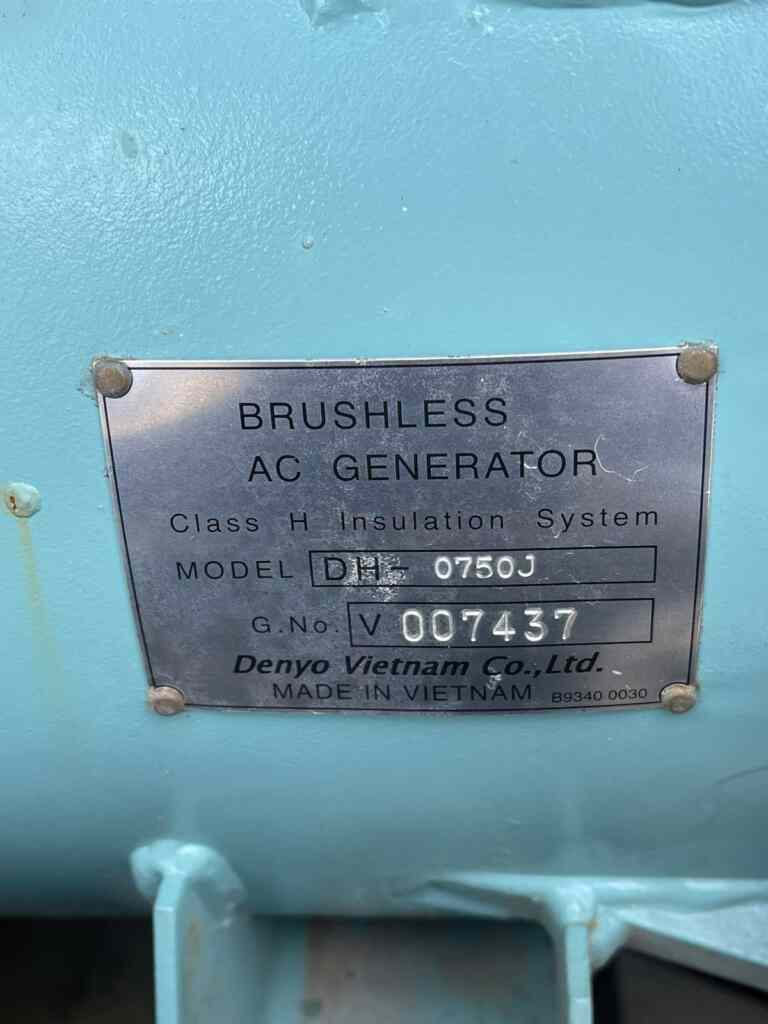 BRUSHLESS
AC GENERATOR
Class H Insulation System
MODEL DH- 0750J
G.No. V 007437
Denyo Vietnam Co.,Ltd.
MADE IN VIETNAM B9340 0030